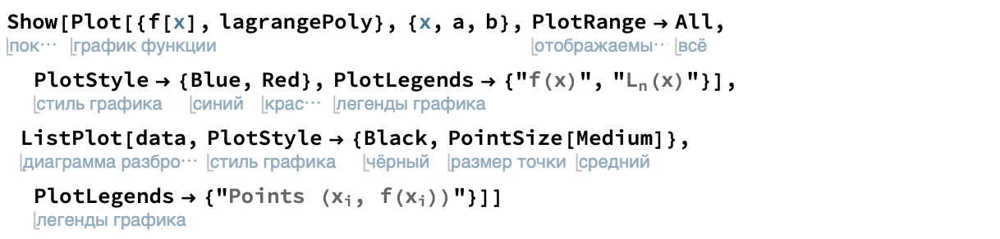 Show[Plot[{f[x], lagrangePoly}, {x, a, b}, PlotRange → All,
пок⋯ график функции отображаемы⋯ всё
PlotStyle → {Blue, Red}, PlotLegends → {"f(x)", "Lₙ(x)"}],
стиль графика синий крас⋯ легенды графика
ListPlot[data, PlotStyle → {Black, PointSize[Medium]},
диаграмма разбро⋯ стиль графика чёрный размер точки средний
PlotLegends → {"Points (xᵢ, f(xᵢ))"}]]
легенды графика